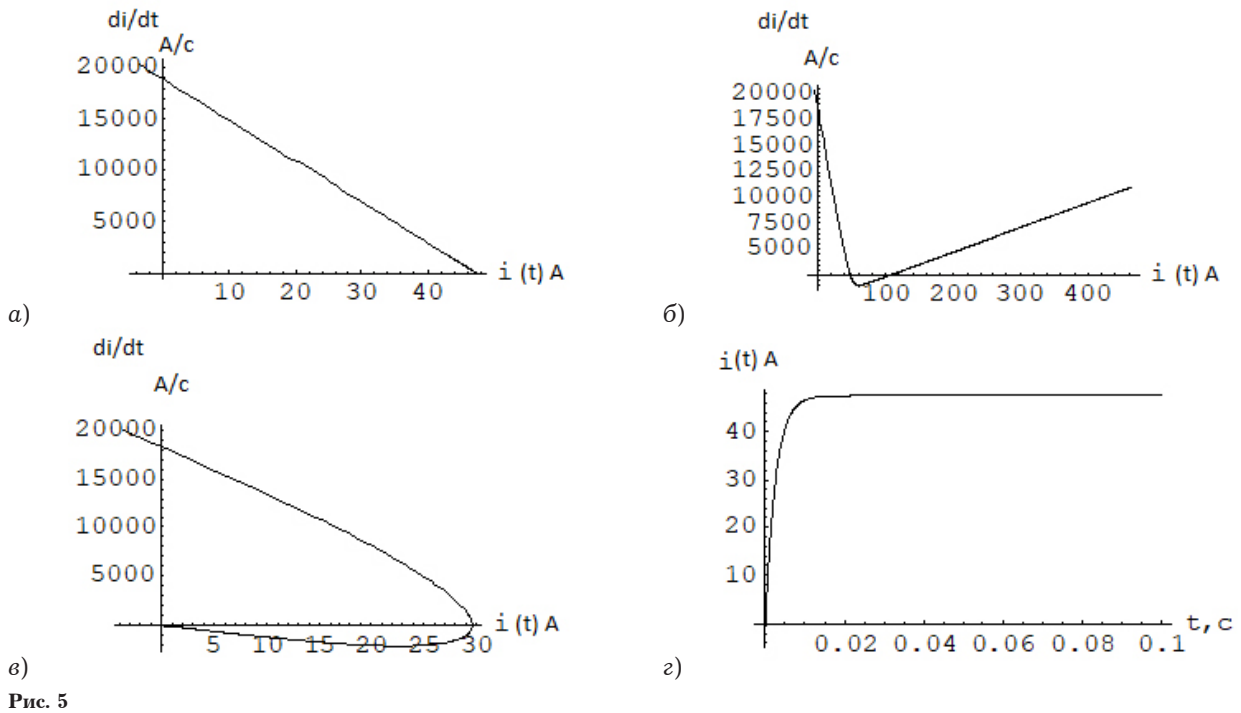 di/dt
A/c
20000
15000
10000
5000
10 20 30 40
i (t) A
а)
di/dt
A/c
20000
17500
15000
12500
10000
7500
5000
100 200 300 400
i (t) A
б)
di/dt
A/c
20000
15000
10000
5000
5 10 15 20 25 30
i (t) A
в)
i(t) A
40
30
20
10
0.02 0.04 0.06 0.08 0.1
t,c
г)
Рис. 5